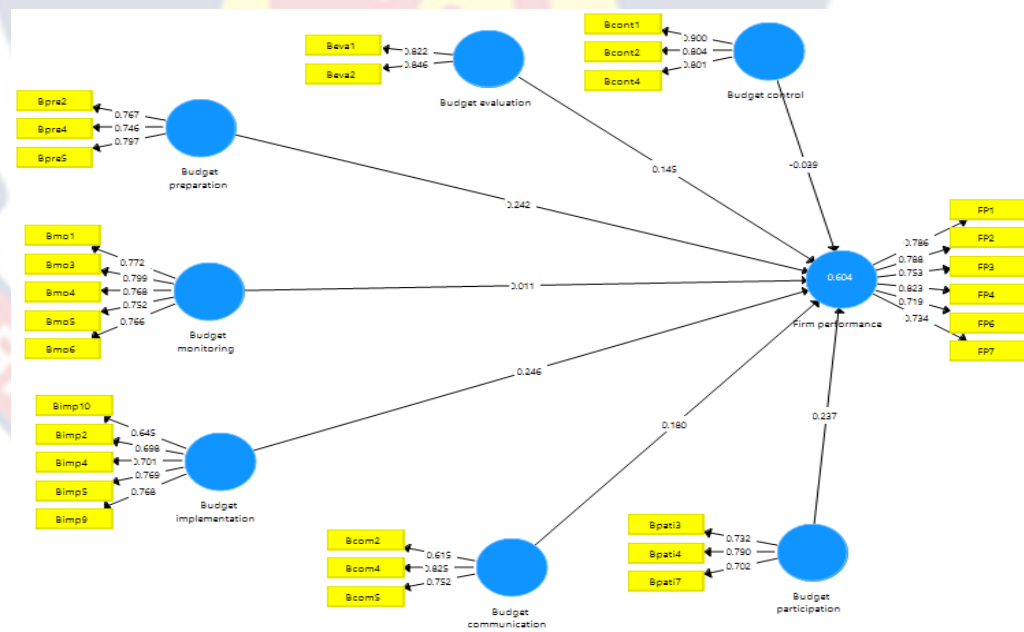 Bcont1
Bcont2
Bcont4
0.900
0.804
0.801
Budget control
Beva1
Beva2
0.822
0.846
Budget evaluation
Bpre2
Bpre4
Bpre5
0.767
0.746
0.797
Budget
preparation
0.145
-0.039
0.242
Bmo1
Bmo3
Bmo4
Bmo5
Bmo6
0.772
0.799
0.768
0.752
0.766
Budget
monitoring
0.011
0.604
Firm performance
FP1
FP2
FP3
FP4
FP6
FP7
0.786
0.788
0.753
0.823
0.719
0.734
Bimp10
Bimp2
Bimp4
Bimp5
Bimp9
0.645
0.698
0.701
0.769
0.768
Budget
implementation
0.246
0.180
0.237
Bcom2
Bcom4
Bcom5
0.615
0.825
0.752
Budget
communication
Bpati3
Bpati4
Bpati7
0.732
0.790
0.702
Budget
participation